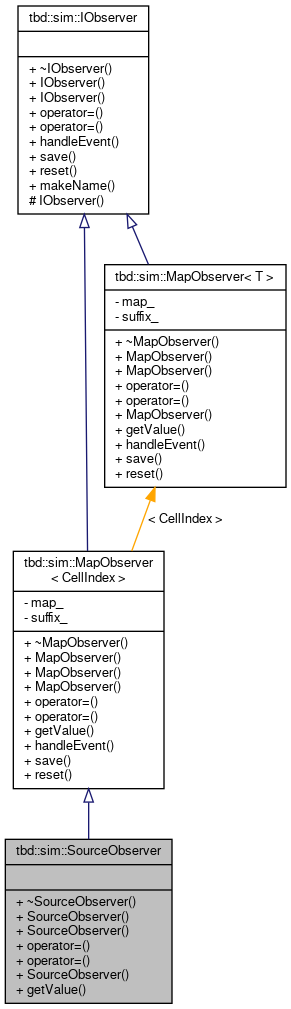 tbd::sim::IObserver
+ ~IObserver()
+ IObserver()
+ IObserver()
+ operator=()
+ operator=()
+ handleEvent()
+ save()
+ reset()
+ makeName()
# IObserver()
tbd::sim::MapObserver< T >
- map_
- suffix_
+ ~MapObserver()
+ MapObserver()
+ MapObserver()
+ operator=()
+ operator=()
+ MapObserver()
+ getValue()
+ handleEvent()
+ save()
+ reset()
< CellIndex >
tbd::sim::MapObserver
< CellIndex >
- map_
- suffix_
+ ~MapObserver()
+ MapObserver()
+ MapObserver()
+ MapObserver()
+ operator=()
+ operator=()
+ getValue()
+ handleEvent()
+ save()
+ reset()
tbd::sim::SourceObserver
+ ~SourceObserver()
+ SourceObserver()
+ SourceObserver()
+ operator=()
+ operator=()
+ SourceObserver()
+ getValue()